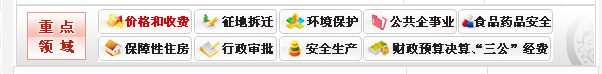 重点
领域
价格和收费 征地拆迁 环境保护 公共企事业 食品药品安全
保障性住房 行政审批 安全生产 财政预算决算、“三公”经费